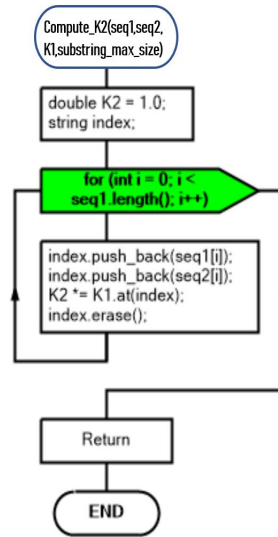 Compute_K2(seq1,seq2,
K1,substring_max_size)
double K2 = 1.0;
string index;
for (int i = 0; i <
seq1.length(); i++)
index.push_back(seq1[i]);
index.push_back(seq2[i]);
K2 *= K1.at(index);
index.erase();
Return
END